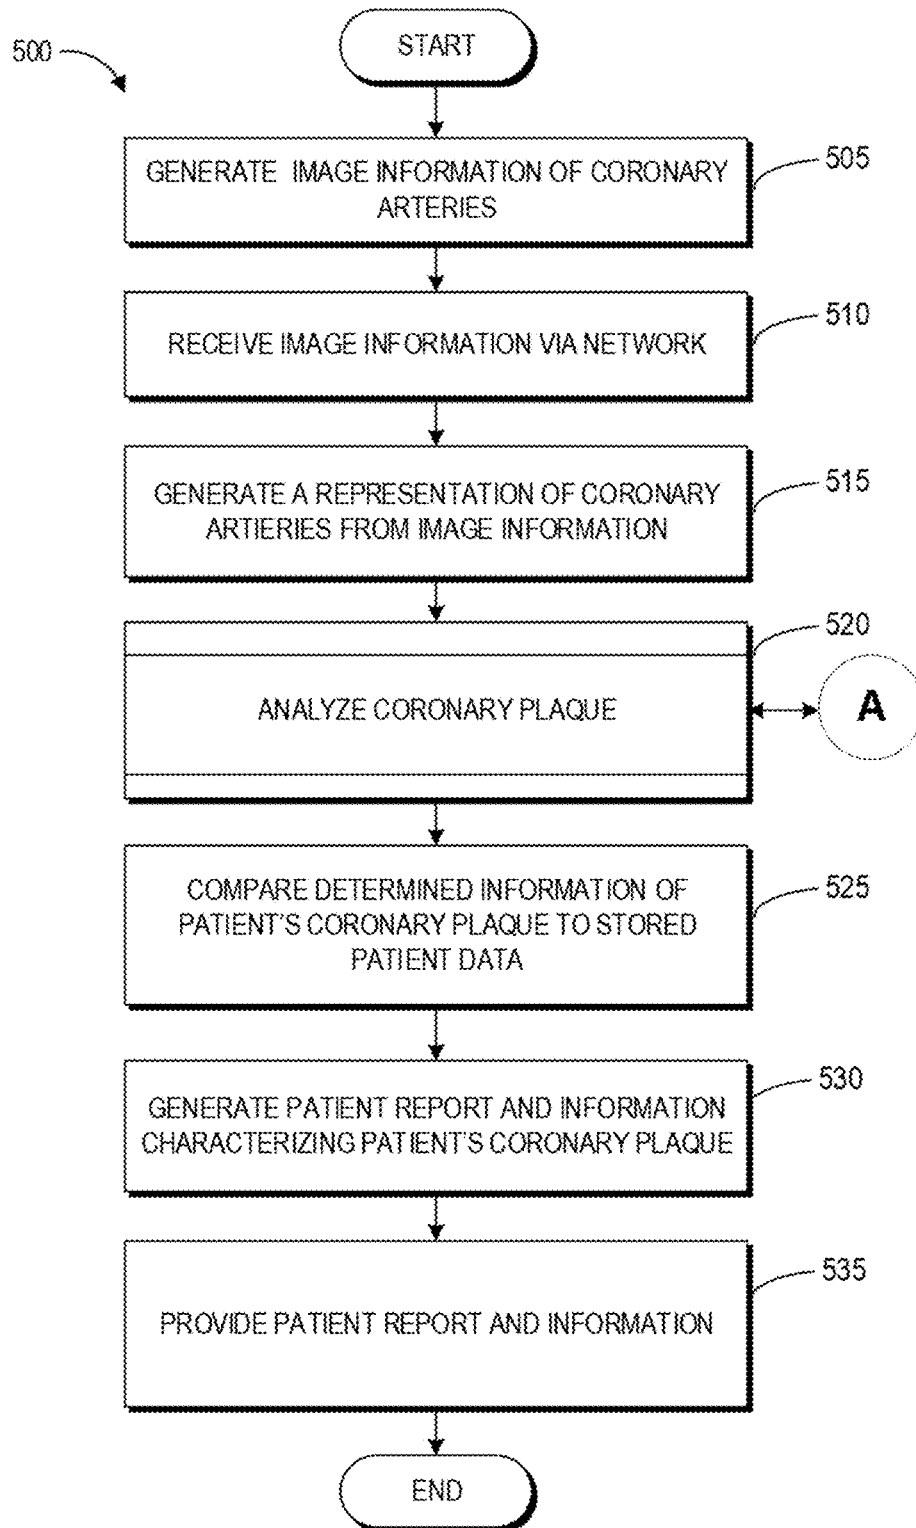 500
START
GENERATE IMAGE INFORMATION OF CORONARY
ARTERIES
505
RECEIVE IMAGE INFORMATION VIA NETWORK
510
GENERATE A REPRESENTATION OF CORONARY
ARTIERIES FROM IMAGE INFORMATION
515
ANALYZE CORONARY PLAQUE
520
A
COMPARE DETERMINED INFORMATION OF
PATIENT'S CORONARY PLAQUE TO STORED
PATIENT DATA
525
GENERATE PATIENT REPORT AND INFORMATION
CHARACTERIZING PATIENT'S CORONARY PLAQUE
530
PROVIDE PATIENT REPORT AND INFORMATION
535
END